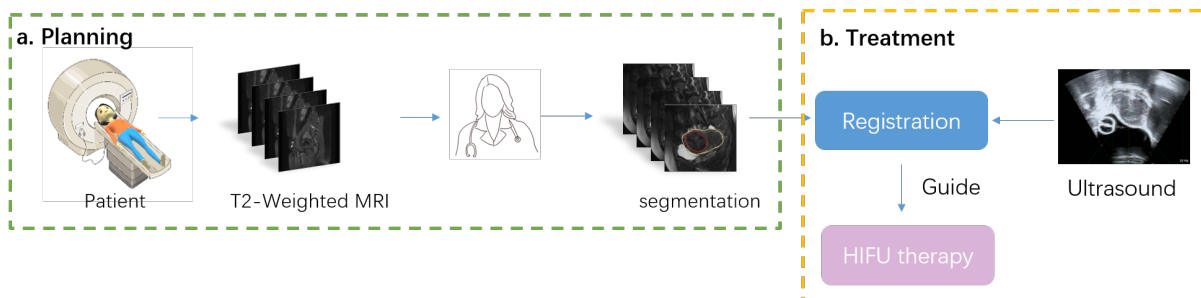 a. Planning
Patient
T2-Weighted MRI
segmentation
b. Treatment
Registration
Guide
Ultrasound
HIFU therapy